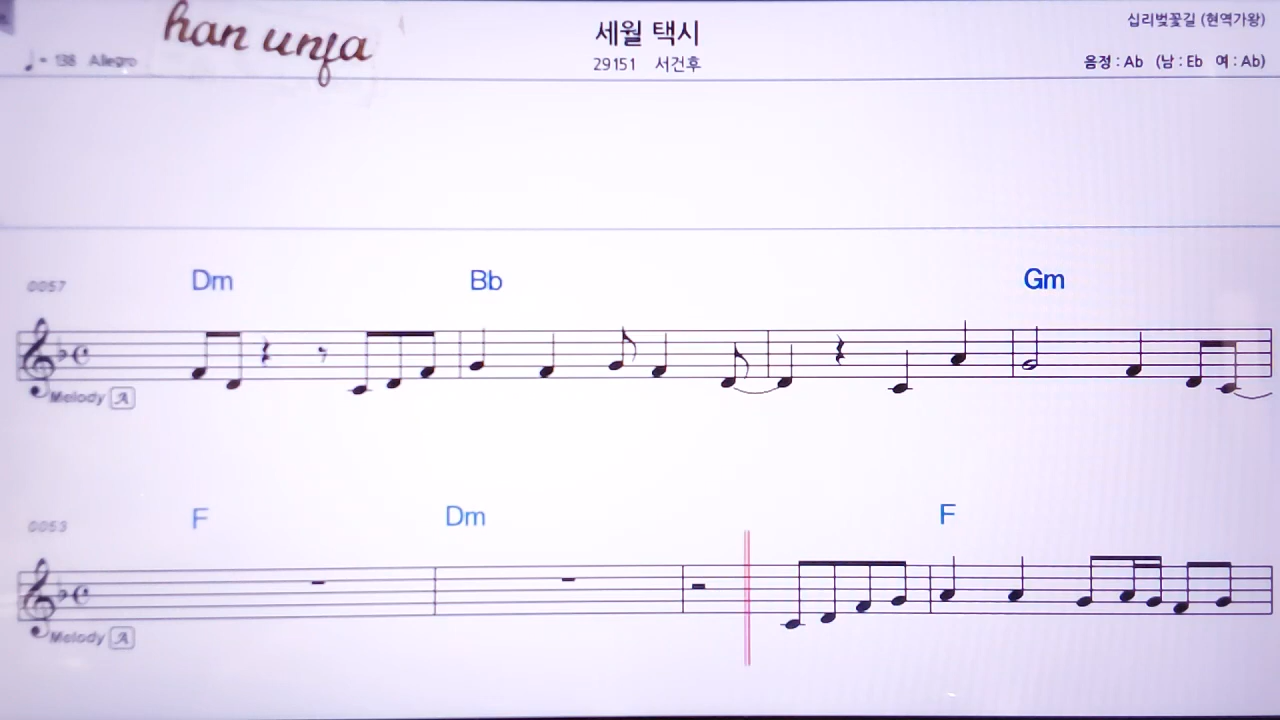 han unja
♩= 138 Allegro
세월 택시
29151 서건후
십리벚꽃길 (현역가왕)
음정 : Ab (남 : Eb 여 : Ab)
0057 Dm Bb Gm
Melody A
0053 F Dm F
Melody A